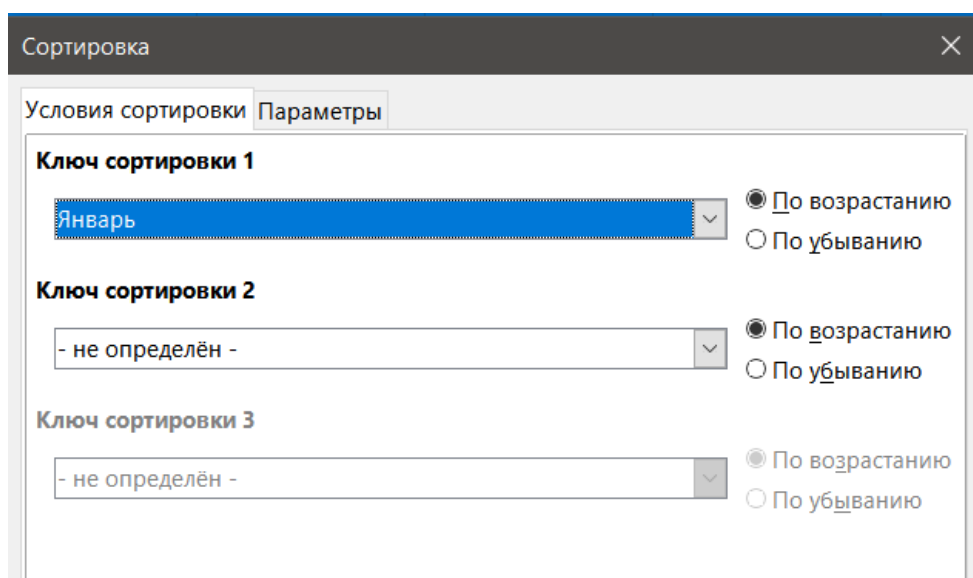 Сортировка
Условия сортировки Параметры
Ключ сортировки 1
Январь
По возрастанию
По убыванию
Ключ сортировки 2
- не определён -
По возрастанию
По убыванию
Ключ сортировки 3
- не определён -
По возрастанию
По убыванию